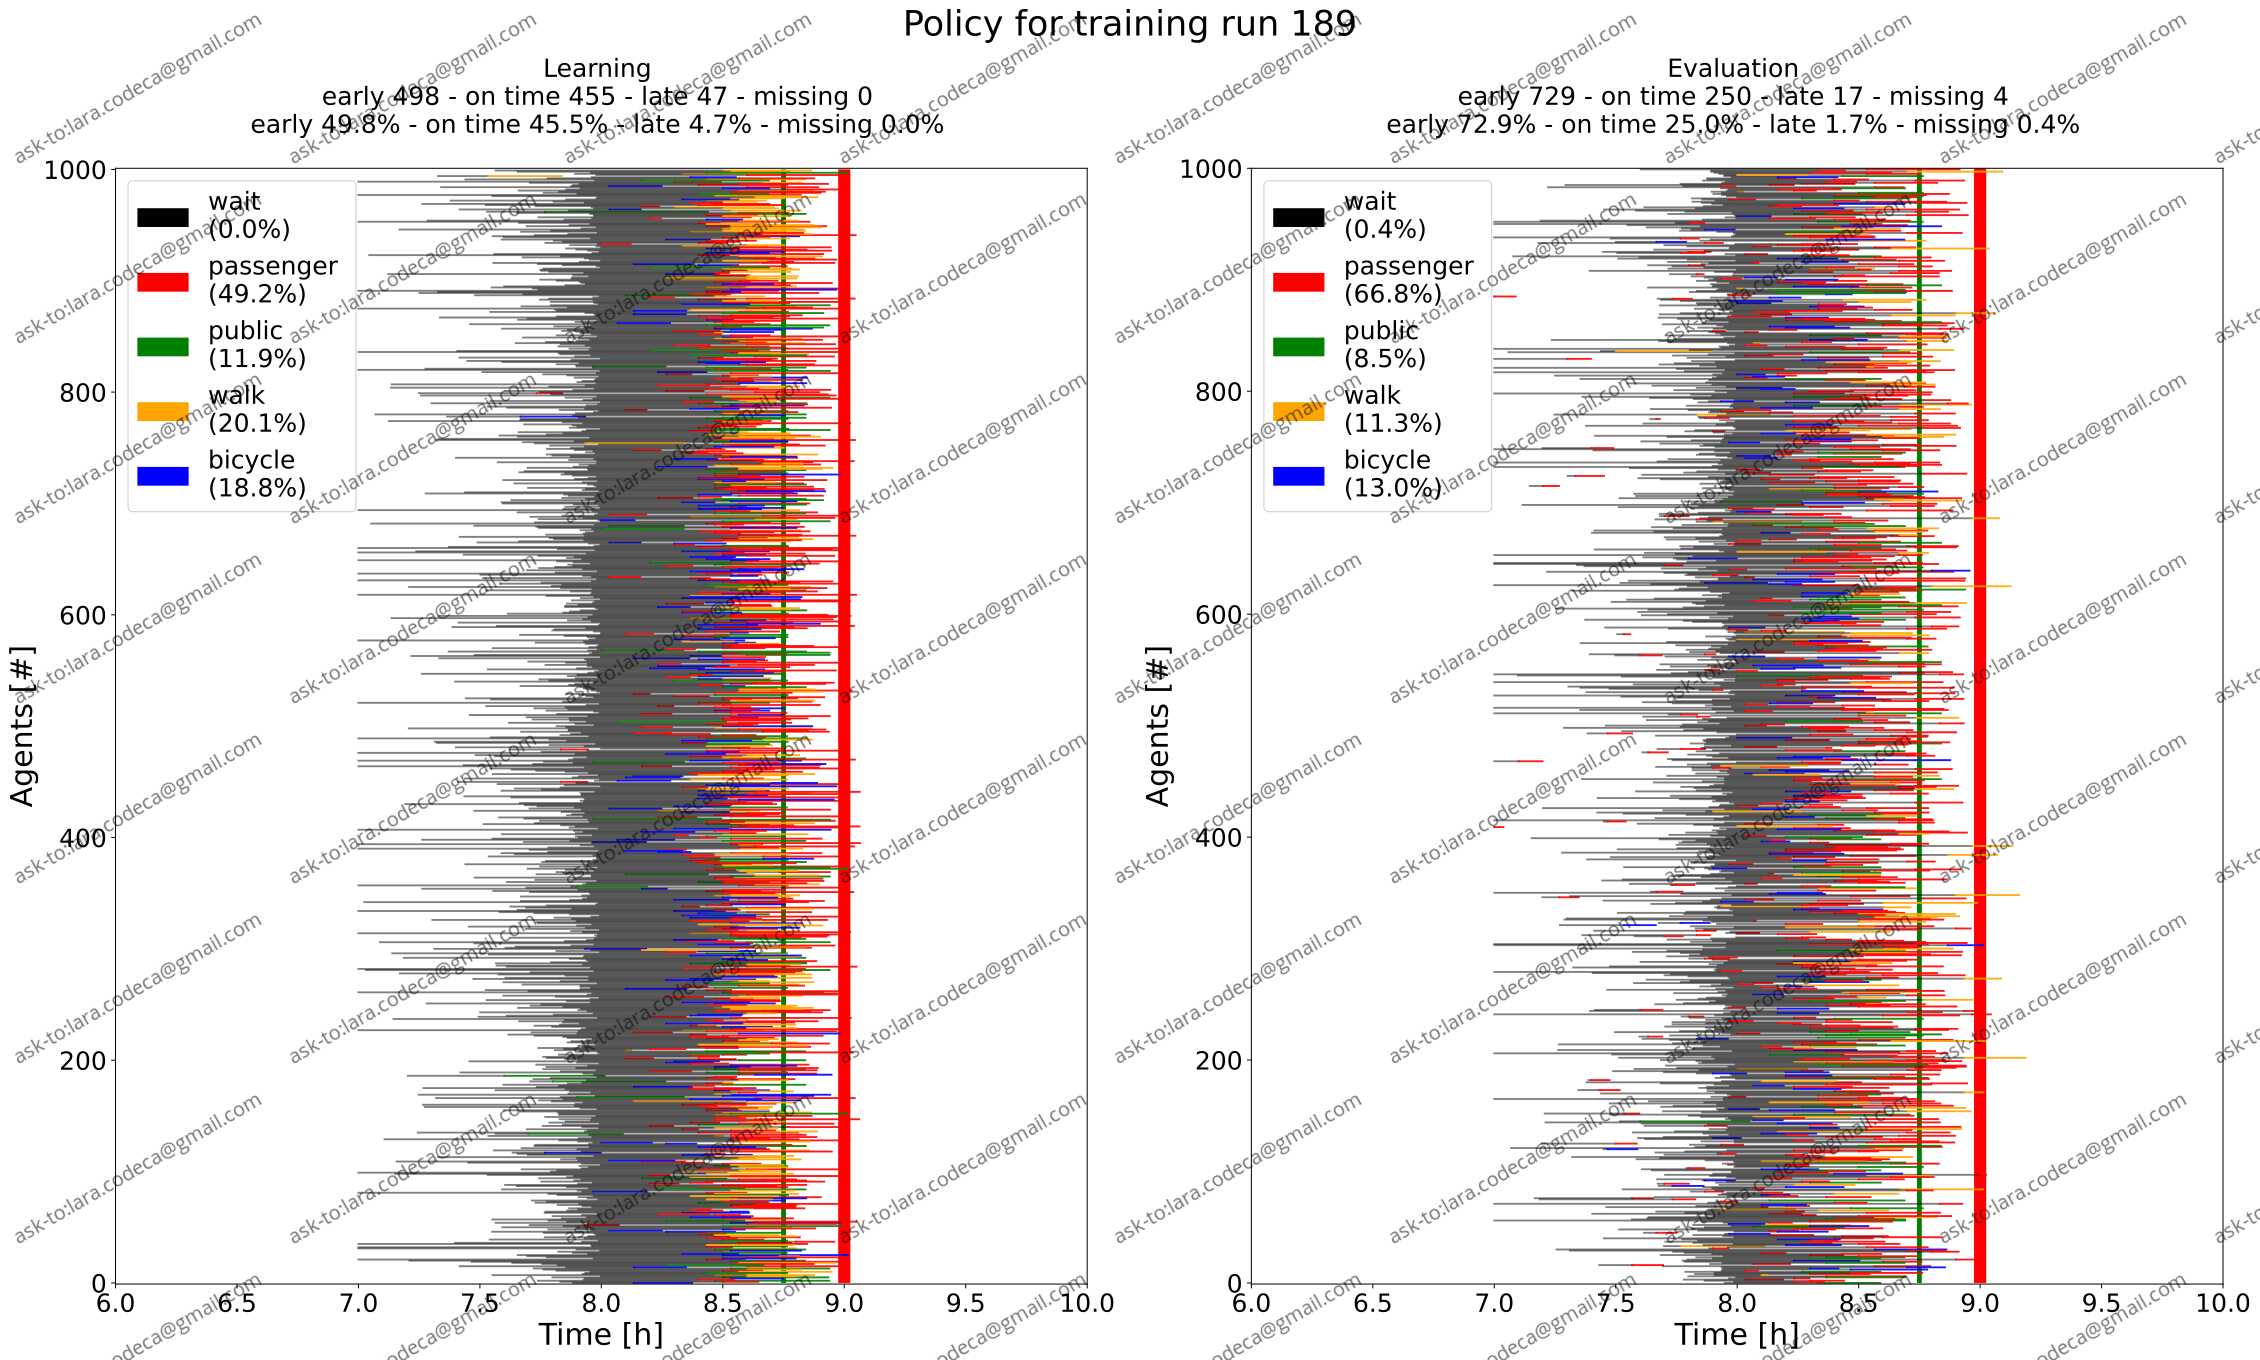 Policy for training run 189
Learning
early 498 - on time 455 - late 47 - missing 0
early 49.8% - on time 45.5% - late 4.7% - missing 0.0%
1000
800
600
400
200
0
Agents [#]
wait
(0.0%)
passenger
(49.2%)
public
(11.9%)
walk
(20.1%)
bicycle
(18.8%)
6.0 6.5 7.0 7.5 8.0 8.5 9.0 9.5 10.0
Time [h]
Evaluation
early 729 - on time 250 - late 17 - missing 4
early 72.9% - on time 25.0% - late 1.7% - missing 0.4%
1000
800
600
400
200
0
Agents [#]
wait
(0.4%)
passenger
(66.8%)
public
(8.5%)
walk
(11.3%)
bicycle
(13.0%)
6.0 6.5 7.0 7.5 8.0 8.5 9.0 9.5 10.0
Time [h]
ask-to:lara.codeca@gmail.com